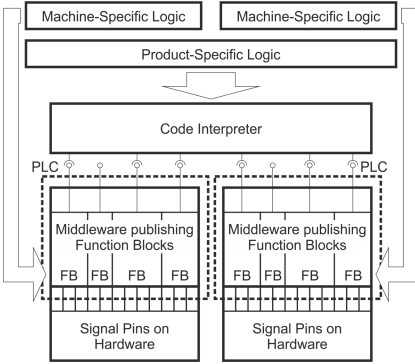 Machine-Specific Logic
Machine-Specific Logic
Product-Specific Logic
Code Interpreter
PLC
PLC
Middleware publishing
Function Blocks
FB FB FB FB
Middleware publishing
Function Blocks
FB FB FB FB
Signal Pins on
Hardware
Signal Pins on
Hardware